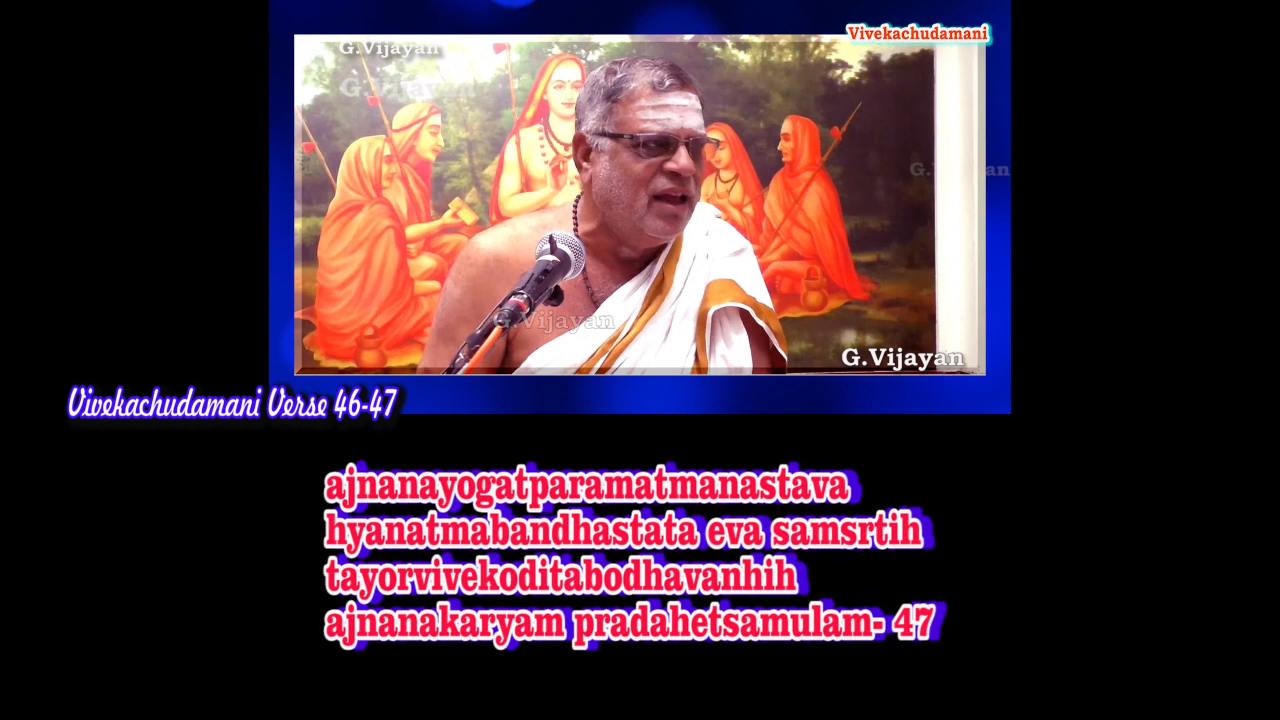 Vivekachudamani
G.Vijayan
G.Vijayan
G.Vijayan
G.Vijayan
Vivekachudamani Verse 46-47
ajnanayogatparamatmanastava
hyanatmabandhastata eva samsrtih
tayorvivekoditabodhavanhih
ajnanakaryam pradahetsamulam- 47